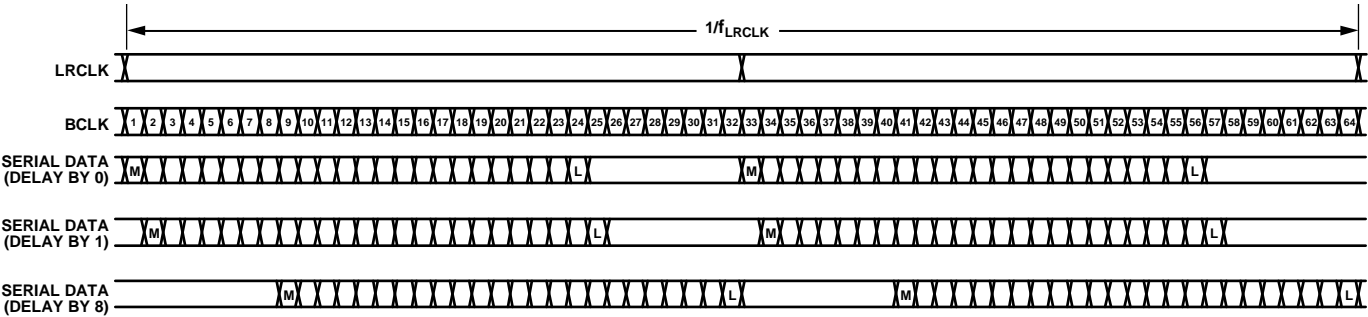 1/fLRCLK
LRCLK
BCLK 1 2 3 4 5 6 7 8 9 10 11 12 13 14 15 16 17 18 19 20 21 22 23 24 25 26 27 28 29 30 31 32 33 34 35 36 37 38 39 40 41 42 43 44 45 46 47 48 49 50 51 52 53 54 55 56 57 58 59 60 61 62 63 64
SERIAL DATA
(DELAY BY 0) M L M L
SERIAL DATA
(DELAY BY 1) M L M L
SERIAL DATA
(DELAY BY 8) M L M L